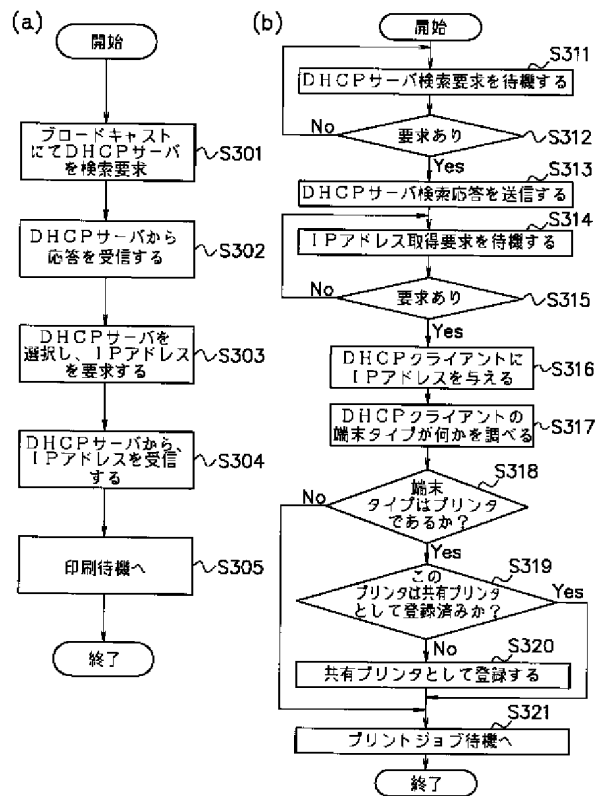 (a)
開始
ブロードキャスト
にてDHCPサーバ
を検索要求
S301
DHCPサーバから
応答を受信する
S302
DHCPサーバを
選択し、IPアドレス
を要求する
S303
DHCPサーバから、
IPアドレスを受信
する
S304
印刷待機へ
S305
終了
(b)
開始
S311
DHCPサーバ検索要求を待機する
No
要求あり
S312
Yes
S313
DHCPサーバ検索応答を送信する
S314
IPアドレス取得要求を待機する
No
要求あり
S315
Yes
DHCPクライアントに
IPアドレスを与える
S316
DHCPクライアントの
端末タイプが何かを調べる
S317
S318
No
端末
タイプはプリンタ
であるか?
Yes
S319
この
プリンタは共有プリンタ
として登録済みか?
Yes
No
S320
共有プリンタとして登録する
S321
プリントジョブ待機へ
終了